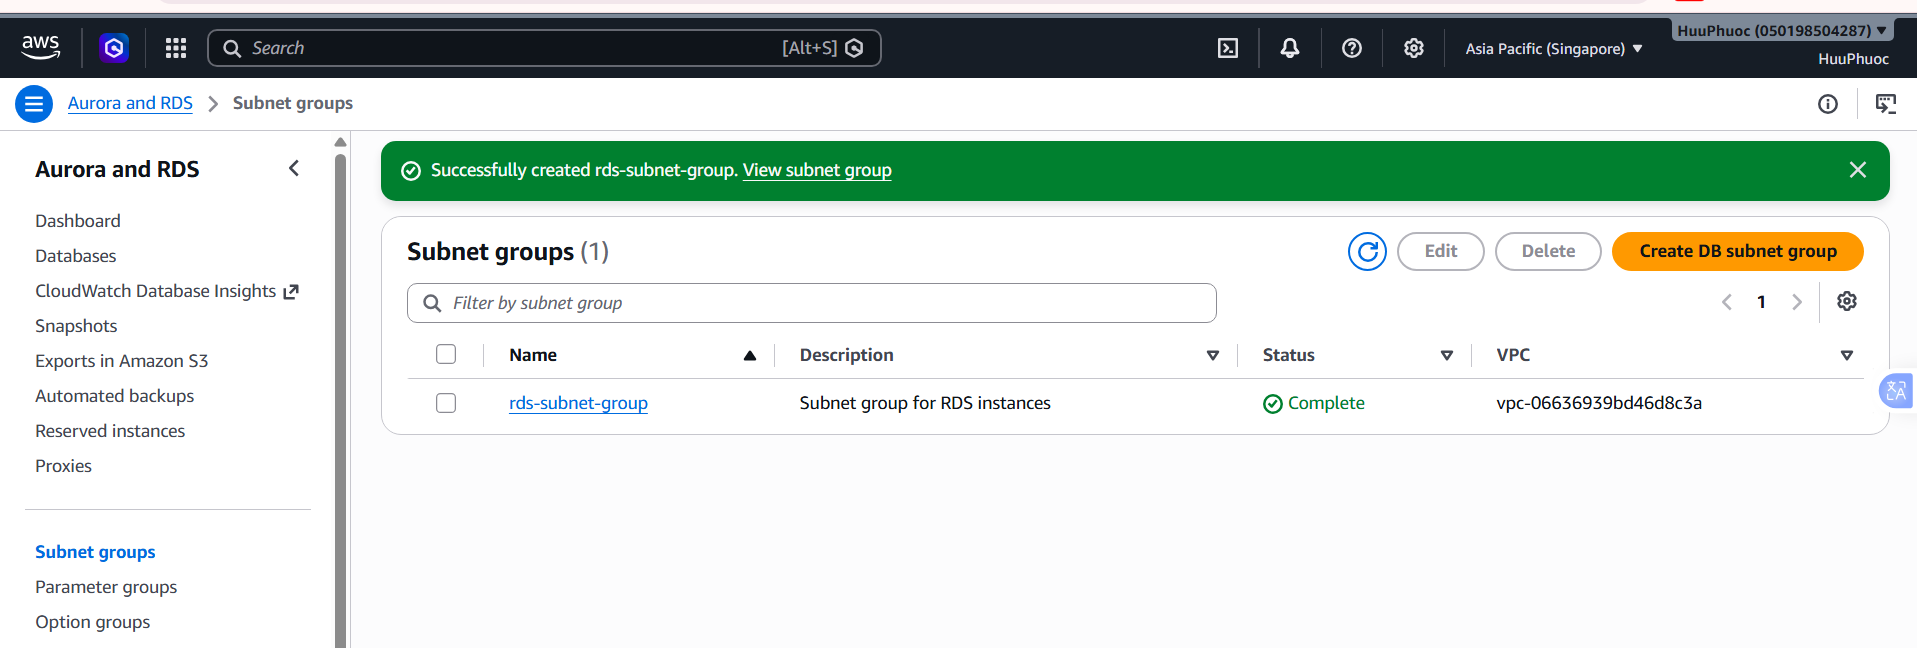 aws
Search
[Alt+S]
Asia Pacific (Singapore)
HuuPhuoc (050198504287)
HuuPhuoc
Aurora and RDS
Subnet groups
Aurora and RDS
Dashboard
Databases
CloudWatch Database Insights
Snapshots
Exports in Amazon S3
Automated backups
Reserved instances
Proxies
Subnet groups
Parameter groups
Option groups
Successfully created rds-subnet-group. View subnet group
Subnet groups (1)
Edit
Delete
Create DB subnet group
Filter by subnet group
1
Name Description Status VPC
rds-subnet-group Subnet group for RDS instances Complete vpc-06636939bd46d8c3a